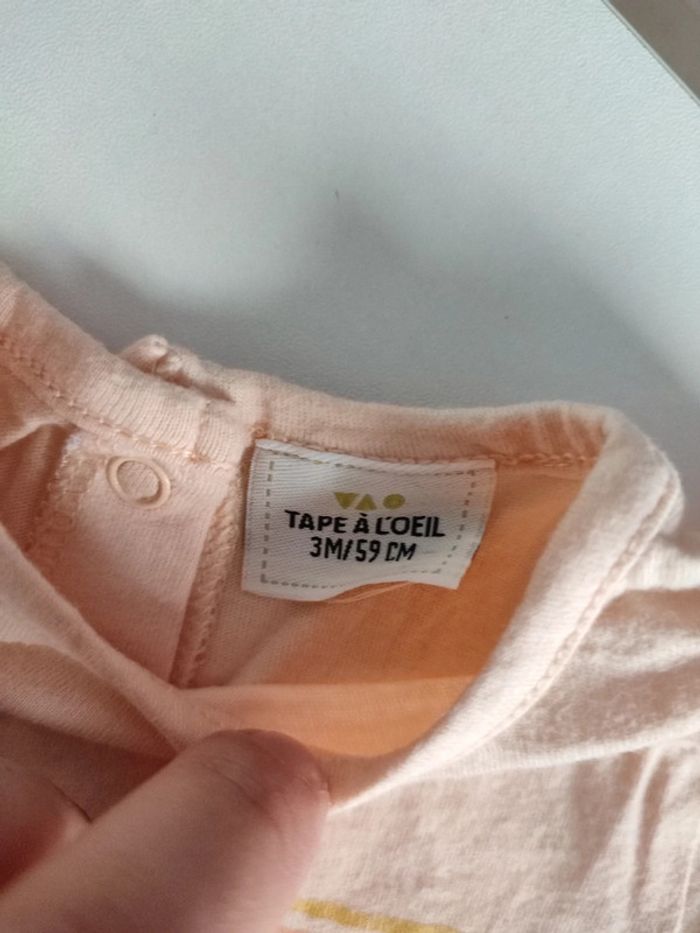 TAPE À L'OEIL
3M/59 CM